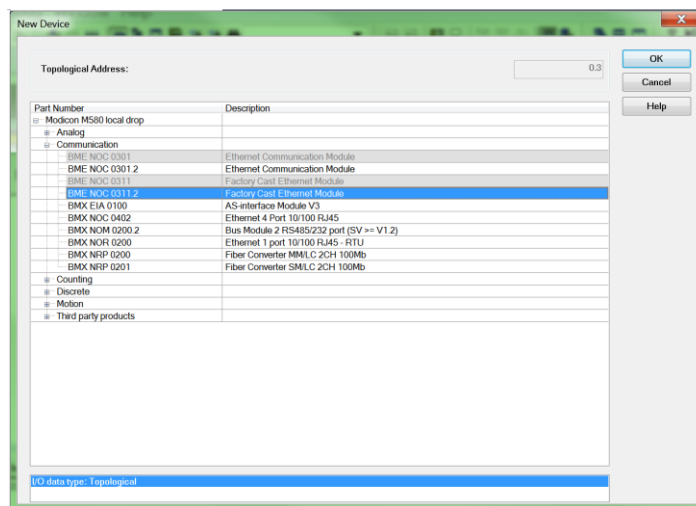 New Device
Topological Address:
0.3
OK
Cancel
Help
Part Number Description
Modicon M580 local drop
Analog
Communication
BME NOC 0301 Ethernet Communication Module
BME NOC 0301.2 Ethernet Communication Module
BME NOC 0311 Factory Cast Ethernet Module
BME NOC 0311.2 Factory Cast Ethernet Module
BMX EIA 0100 AS-interface Module V3
BMX NOC 0402 Ethernet 4 Port 10/100 RJ45
BMX NOM 0200.2 Bus Module 2 RS485/232 port (SV >= V1.2)
BMX NOR 0200 Ethernet 1 port 10/100 RJ45 - RTU
BMX NRP 0200 Fiber Converter MM/LC 2CH 100Mb
BMX NRP 0201 Fiber Converter SM/LC 2CH 100Mb
Counting
Discrete
Motion
Third party products
I/O data type: Topological